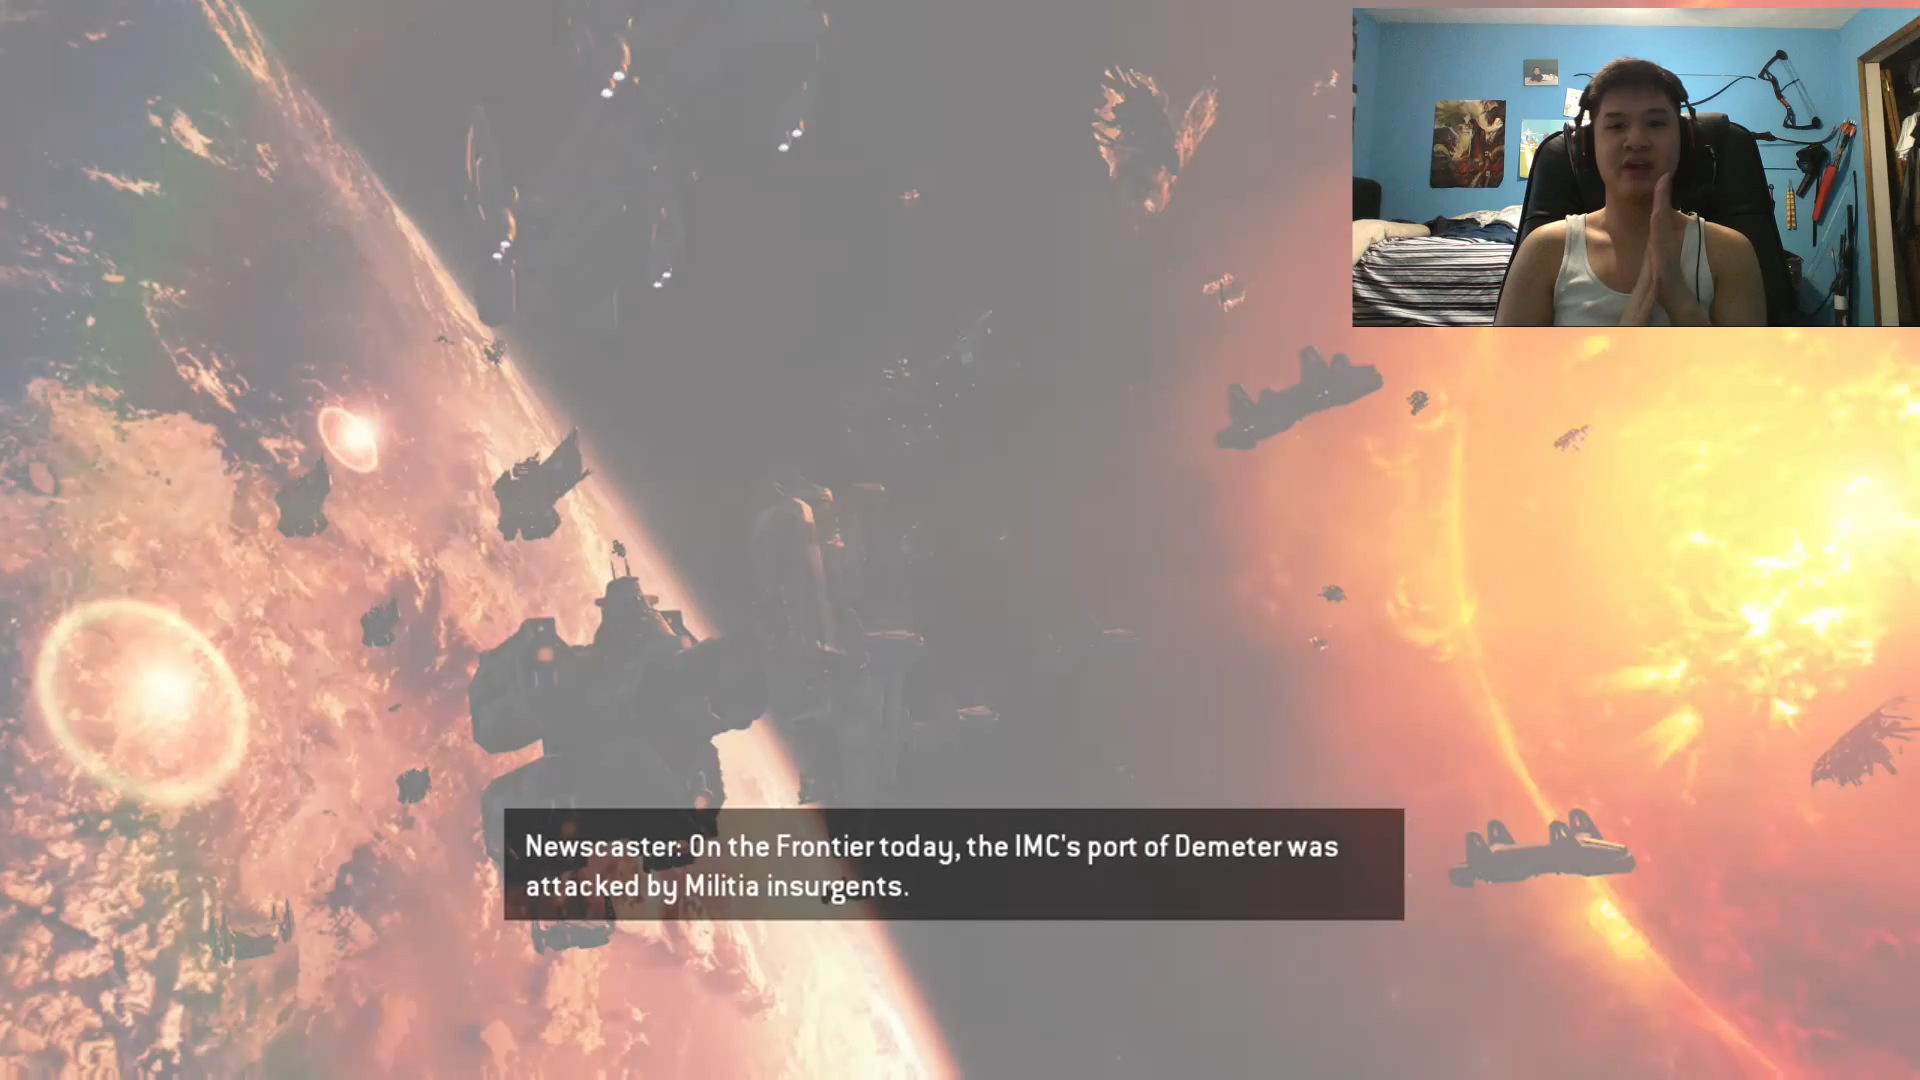 Newscaster: On the Frontier today, the IMC's port of Demeter was
attacked by Militia insurgents.